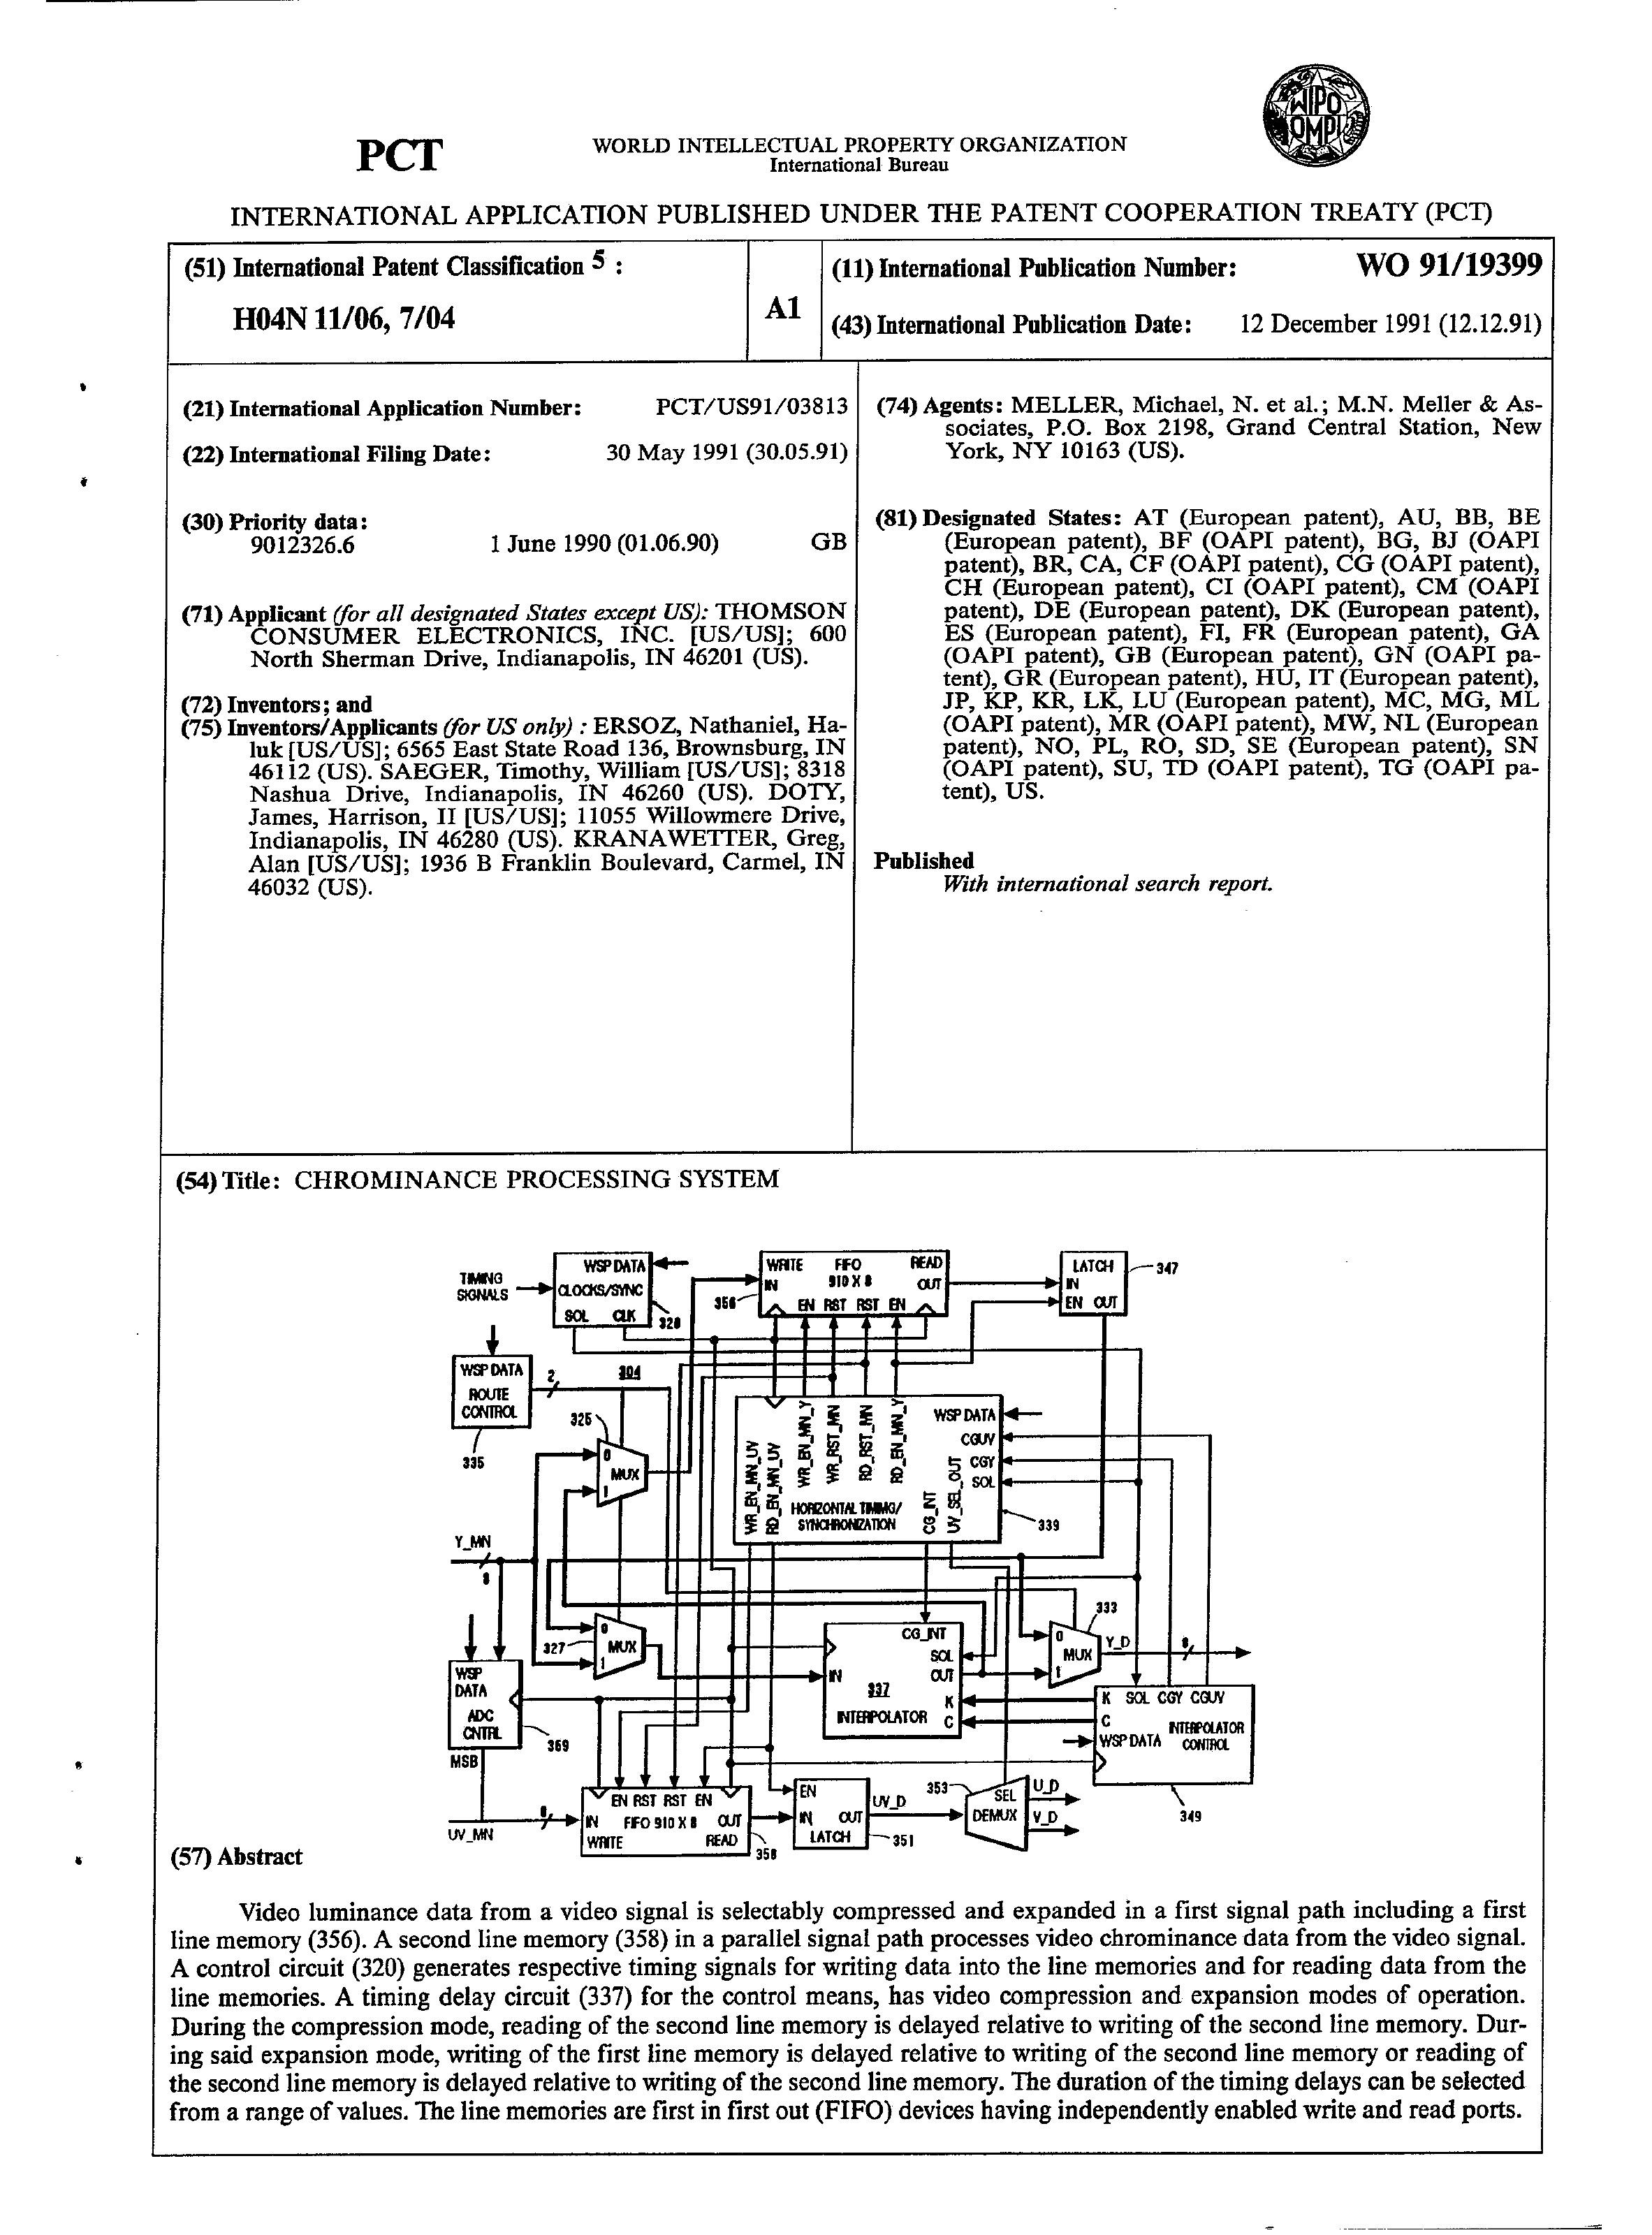 WIPO
OMPI
PCT
WORLD INTELLECTUAL PROPERTY ORGANIZATION
International Bureau
INTERNATIONAL APPLICATION PUBLISHED UNDER THE PATENT COOPERATION TREATY (PCT)
(51) International Patent Classification 5 :
H04N 11/06, 7/04
A1
(11) International Publication Number: WO 91/19399
(43) International Publication Date: 12 December 1991 (12.12.91)
(21) International Application Number: PCT/US91/03813
(22) International Filing Date: 30 May 1991 (30.05.91)
(30) Priority data:
9012326.6 1 June 1990 (01.06.90) GB
(71) Applicant (for all designated States except US): THOMSON
CONSUMER ELECTRONICS, INC. [US/US]; 600
North Sherman Drive, Indianapolis, IN 46201 (US).
(72) Inventors; and
(75) Inventors/Applicants (for US only) : ERSOZ, Nathaniel, Ha-
luk [US/US]; 6565 East State Road 136, Brownsburg, IN
46112 (US). SAEGER, Timothy, William [US/US]; 8318
Nashua Drive, Indianapolis, IN 46260 (US). DOTY,
James, Harrison, II [US/US]; 11055 Willowmere Drive,
Indianapolis, IN 46280 (US). KRANAWETTER, Greg,
Alan [US/US]; 1936 B Franklin Boulevard, Carmel, IN
46032 (US).
(74) Agents: MELLER, Michael, N. et al.; M.N. Meller & As-
sociates, P.O. Box 2198, Grand Central Station, New
York, NY 10163 (US).
(81) Designated States: AT (European patent), AU, BB, BE
(European patent), BF (OAPI patent), BG, BJ (OAPI
patent), BR, CA, CF (OAPI patent), CG (OAPI patent),
CH (European patent), CI (OAPI patent), CM (OAPI
patent), DE (European patent), DK (European patent),
ES (European patent), FI, FR (European patent), GA
(OAPI patent), GB (European patent), GN (OAPI pa-
tent), GR (European patent), HU, IT (European patent),
JP, KP, KR, LK, LU (European patent), MC, MG, ML
(OAPI patent), MR (OAPI patent), MW, NL (European
patent), NO, PL, RO, SD, SE (European patent), SN
(OAPI patent), SU, TD (OAPI patent), TG (OAPI pa-
tent), US.
Published
With international search report.
(54) Title: CHROMINANCE PROCESSING SYSTEM
TIMING
SIGNALS
WSP DATA
CLOCKS/SYNC
SOL CLK
320
WRITE FIFO READ
IN 910 X 8 OUT
EN RST RST EN
356
LATCH
IN
EN OUT
347
WSP DATA
ROUTE
CONTROL
335
2
304
325
0
MUX
1
WR_EN_MN_UV
RD_EN_MN_UV
WR_EN_MN_Y
WR_RST_MN
RD_RST_MN
RD_EN_MN_Y
CG_INT
UV_SEL_OUT
WSP DATA
CGUV
CGY
SOL
HORIZONTAL TIMING/
SYNCHRONIZATION
339
Y_MN
8
327
0
MUX
1
CG_INT
SOL
IN OUT
337
K
INTERPOLATOR C
333
0
MUX
1
Y_D
8
K SOL CGY CGUV
C
INTERPOLATOR
WSP DATA CONTROL
349
WSP
DATA
ADC
CNTRL
369
MSB
UV_MN
8
EN RST RST EN
IN FIFO 910 X 8 OUT
WRITE READ
358
EN
IN OUT
LATCH
351
UV_D
353
SEL
DEMUX
U_D
V_D
(57) Abstract
Video luminance data from a video signal is selectably compressed and expanded in a first signal path including a first
line memory (356). A second line memory (358) in a parallel signal path processes video chrominance data from the video signal.
A control circuit (320) generates respective timing signals for writing data into the line memories and for reading data from the
line memories. A timing delay circuit (337) for the control means, has video compression and expansion modes of operation.
During the compression mode, reading of the second line memory is delayed relative to writing of the second line memory. Dur-
ing said expansion mode, writing of the first line memory is delayed relative to writing of the second line memory or reading of
the second line memory is delayed relative to writing of the second line memory. The duration of the timing delays can be selected
from a range of values. The line memories are first in first out (FIFO) devices having independently enabled write and read ports.